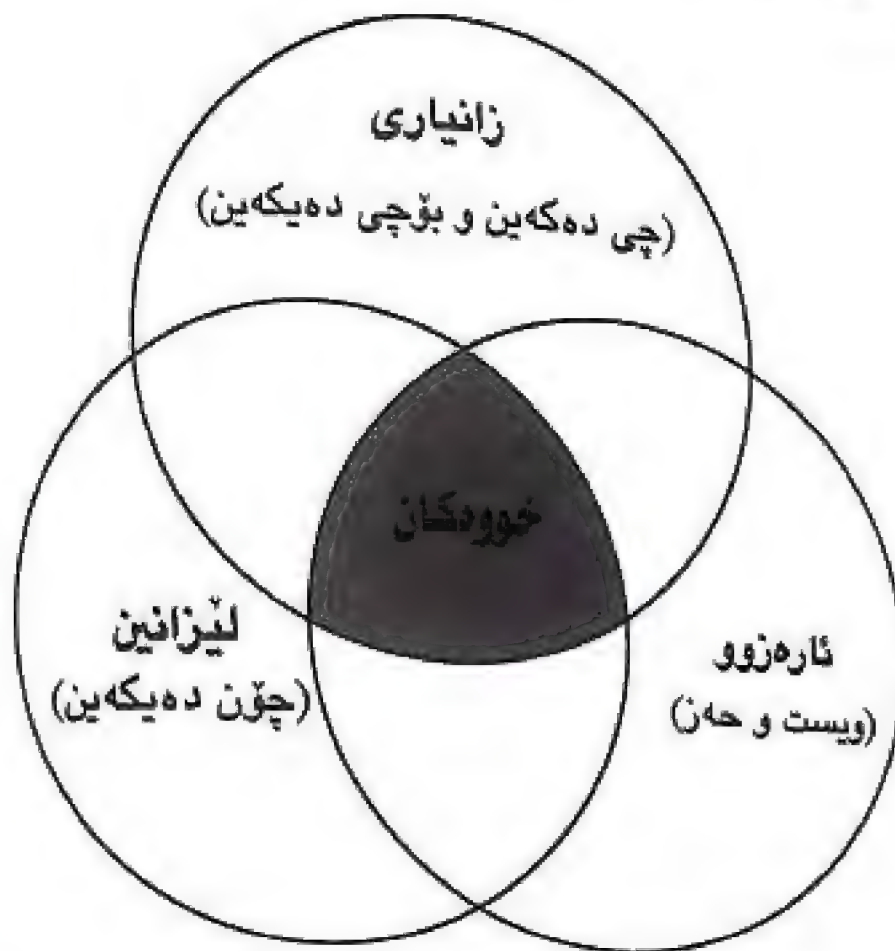 زانیاری
(چی دەکەین و بۆچی دەیکەین)
خوودکان
لێزانین
(چۆن دەیکەین)
ئارەزوو
(ویست و حەز)